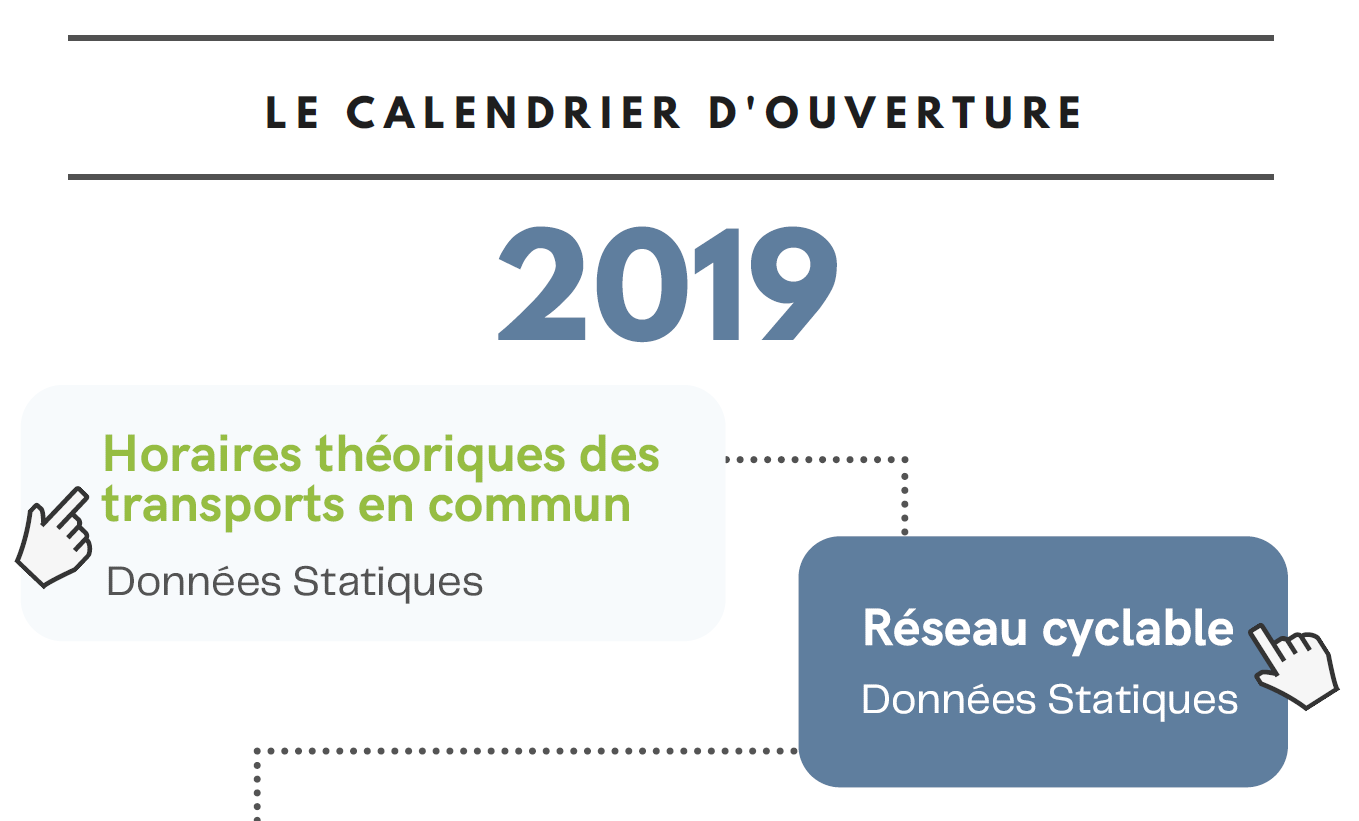 LE CALENDRIER D'OUVERTURE
2019
Horaires théoriques des
transports en commun
Données Statiques
Réseau cyclable
Données Statiques